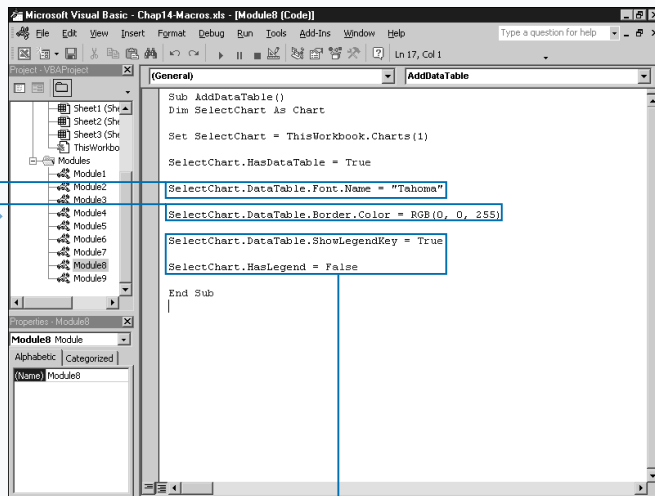 Microsoft Visual Basic - Chap14-Macros.xls - [Module8 (Code)]
File Edit View Insert Format Debug Run Tools Add-Ins Window Help
Type a question for help
Ln 17, Col 1
Project - VBAProject
(General)
AddDataTable
Sheet1 (She
Sheet2 (She
Sheet3 (She
ThisWorkbo
Modules
Module1
Module2
Module3
Module4
Module5
Module6
Module7
Module8
Module9
Sub AddDataTable()
Dim SelectChart As Chart
Set SelectChart = ThisWorkbook.Charts(1)
SelectChart.HasDataTable = True
SelectChart.DataTable.Font.Name = "Tahoma"
SelectChart.DataTable.Border.Color = RGB(0, 0, 255)
SelectChart.DataTable.ShowLegendKey = True
SelectChart.HasLegend = False
End Sub
Properties - Module8
Module8 Module
Alphabetic Categorized
(Name) Module8